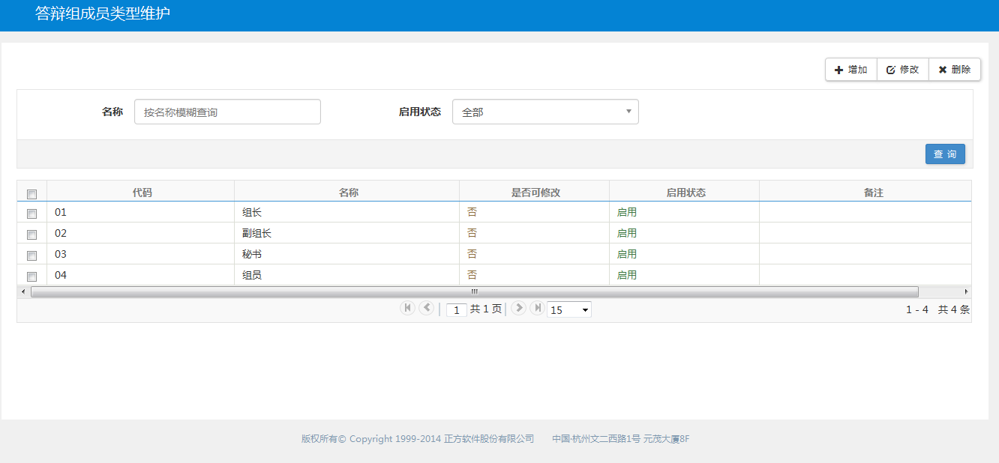 答辩组成员类型维护
增加 修改 删除
名称 按名称模糊查询 启用状态 全部
查 询
代码 名称 是否可修改 启用状态 备注
01 组长 否 启用
02 副组长 否 启用
03 秘书 否 启用
04 组员 否 启用
1 共 1 页 15 1 - 4 共 4 条
版权所有© Copyright 1999-2014 正方软件股份有限公司 中国·杭州文二西路1号 元茂大厦8F